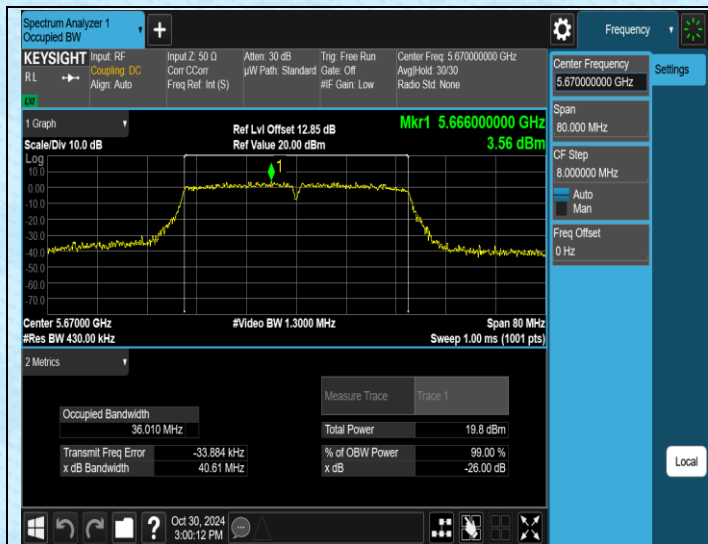 Spectrum Analyzer 1
Occupied BW
Frequency
KEYSIGHT
R L
LXI
Input: RF
Coupling: DC
Align: Auto
Input Z: 50 Ω
Corr CCorr
Freq Ref: Int (S)
Atten: 30 dB
µW Path: Standard
Trig: Free Run
Gate: Off
#IF Gain: Low
Center Freq: 5.670000000 GHz
Avg|Hold: 30/30
Radio Std: None
Center Frequency
5.670000000 GHz
Settings
Span
80.000 MHz
CF Step
8.000000 MHz
Auto
Man
Freq Offset
0 Hz
Local
1 Graph
Scale/Div 10.0 dB
Ref Lvl Offset 12.85 dB
Ref Value 20.00 dBm
Mkr1 5.666000000 GHz
3.56 dBm
Log
1
10.0
0.00
-10.0
-20.0
-30.0
-40.0
-50.0
-60.0
-70.0
Center 5.67000 GHz
#Res BW 430.00 kHz
#Video BW 1.3000 MHz
Span 80 MHz
Sweep 1.00 ms (1001 pts)
2 Metrics
Measure Trace
Trace 1
Occupied Bandwidth
36.010 MHz
Total Power 19.8 dBm
Transmit Freq Error -33.884 kHz
% of OBW Power 99.00 %
x dB Bandwidth 40.61 MHz
x dB -26.00 dB
Oct 30, 2024
3:00:12 PM